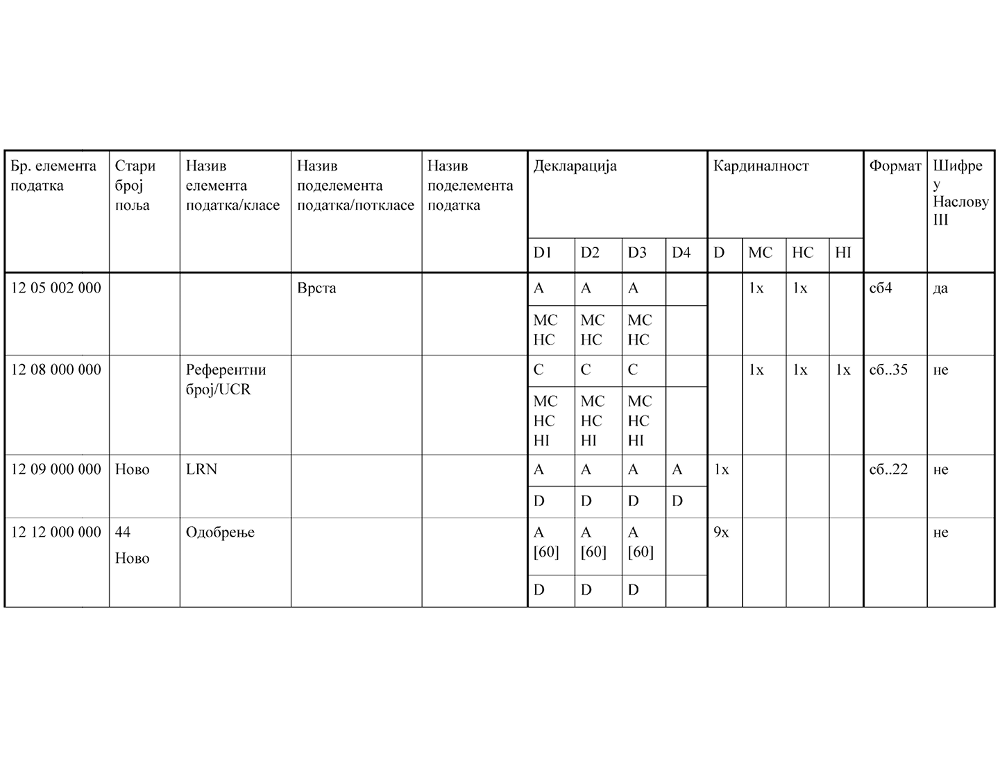 Бр. елемента податка
Стари број поља
Назив елемента податка/класе
Назив поделемента податка/поткласе
Назив поделемента податка
Декларација
Кардиналност
Формат
Шифре у Наслову III
D1 D2 D3 D4 D MC HC HI
12 05 002 000 Врста A A A 1x 1x сб4 да
MC MC MC
HC HC HC
12 08 000 000 Референтни C C C 1x 1x 1x сб..35 не
број/UCR
MC MC MC
HC HC HC
HI HI HI
12 09 000 000 Ново LRN A A A A 1x сб..22 не
D D D D
12 12 000 000 44 Одобрење A A A 9x не
[60] [60] [60]
Ново
D D D